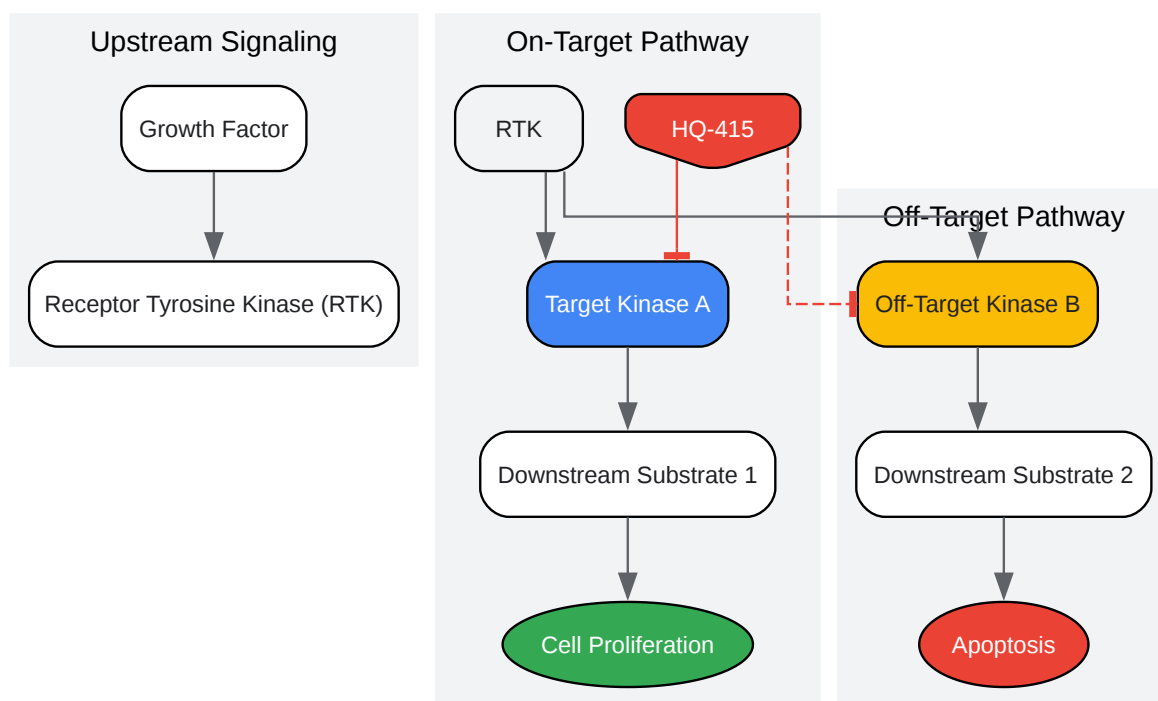 Upstream Signaling
Growth Factor
Receptor Tyrosine Kinase (RTK)
On-Target Pathway
RTK
HQ-415
Target Kinase A
Downstream Substrate 1
Cell Proliferation
Off-Target Pathway
Off-Target Kinase B
Downstream Substrate 2
Apoptosis